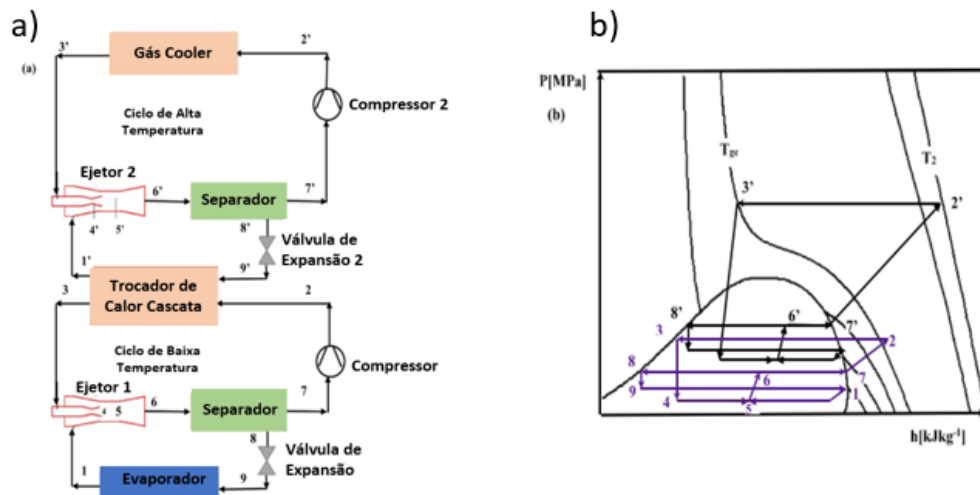 a)
3'
2'
Gás Cooler
(a)
Compressor 2
Ciclo de Alta
Temperatura
Ejetor 2
6'
Separador
7'
4'
5'
8'
Válvula de
Expansão 2
1'
9'
Trocador de
Calor Cascata
3
2
Ciclo de Baixa
Temperatura
Compressor
Ejetor 1
6
Separador
7
4
5
8
Válvula de
Expansão
1
Evaporador
9
b)
P[MPa]
(b)
Tgc
T2
3'
2'
8'
6'
7'
3
2
8
6
7
9
1
4
5
h[kJkg-1]